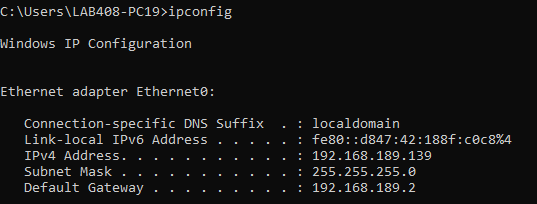 C:\Users\LAB408-PC19>ipconfig
Windows IP Configuration
Ethernet adapter Ethernet0:
Connection-specific DNS Suffix  . : localdomain
Link-local IPv6 Address . . . . . : fe80::d847:42:188f:c0c8%4
IPv4 Address. . . . . . . . . . . : 192.168.189.139
Subnet Mask . . . . . . . . . . . : 255.255.255.0
Default Gateway . . . . . . . . . : 192.168.189.2